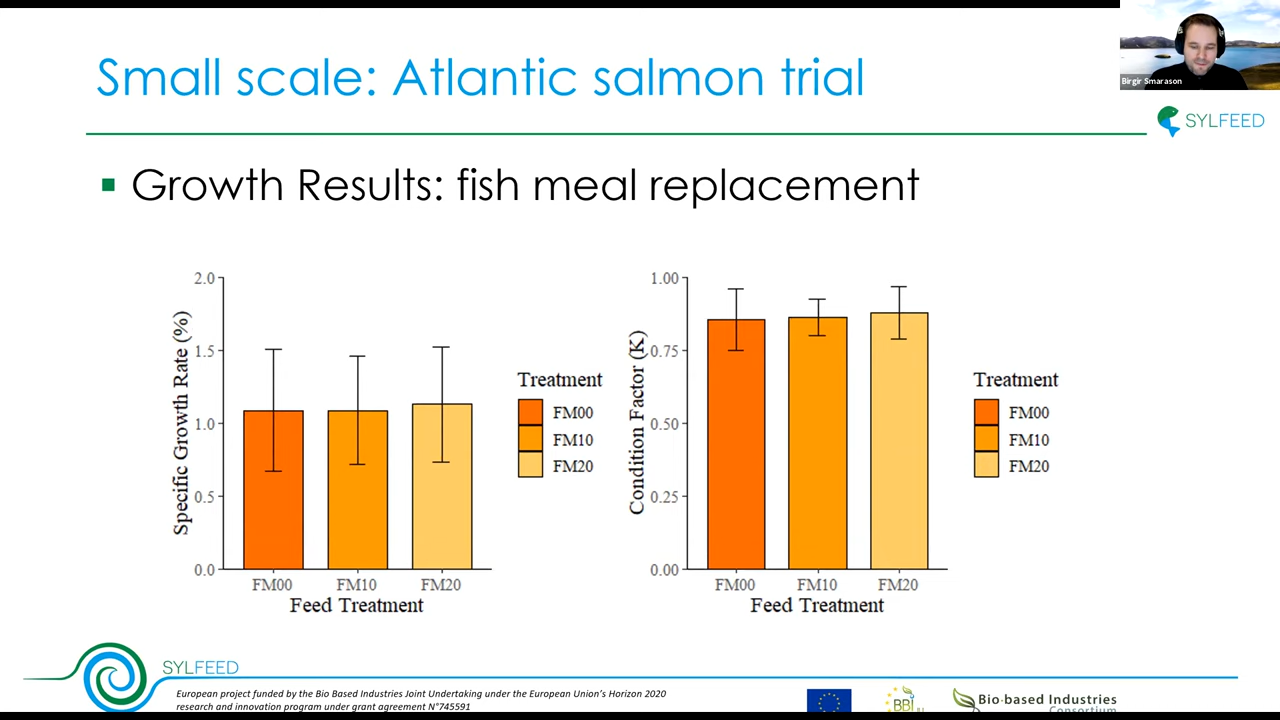 Small scale: Atlantic salmon trial
Birgir Smarason
SYLFEED
Growth Results: fish meal replacement
2.0
1.5
1.0
0.5
0.0
Specific Growth Rate (%)
FM00 FM10 FM20
Feed Treatment
Treatment
FM00
FM10
FM20
1.00
0.75
0.50
0.25
0.00
Condition Factor (K)
FM00 FM10 FM20
Feed Treatment
Treatment
FM00
FM10
FM20
SYLFEED
European project funded by the Bio Based Industries Joint Undertaking under the European Union's Horizon 2020
research and innovation program under grant agreement N°745591
BBI
Bio-based Industries
Consortium